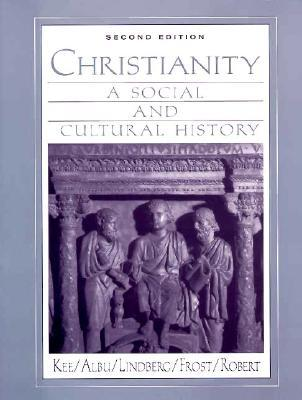 SECOND EDITION
CHRISTIANITY
A SOCIAL
AND
CULTURAL HISTORY
KEE/ALBU/LINDBERG/FROST/ROBERT